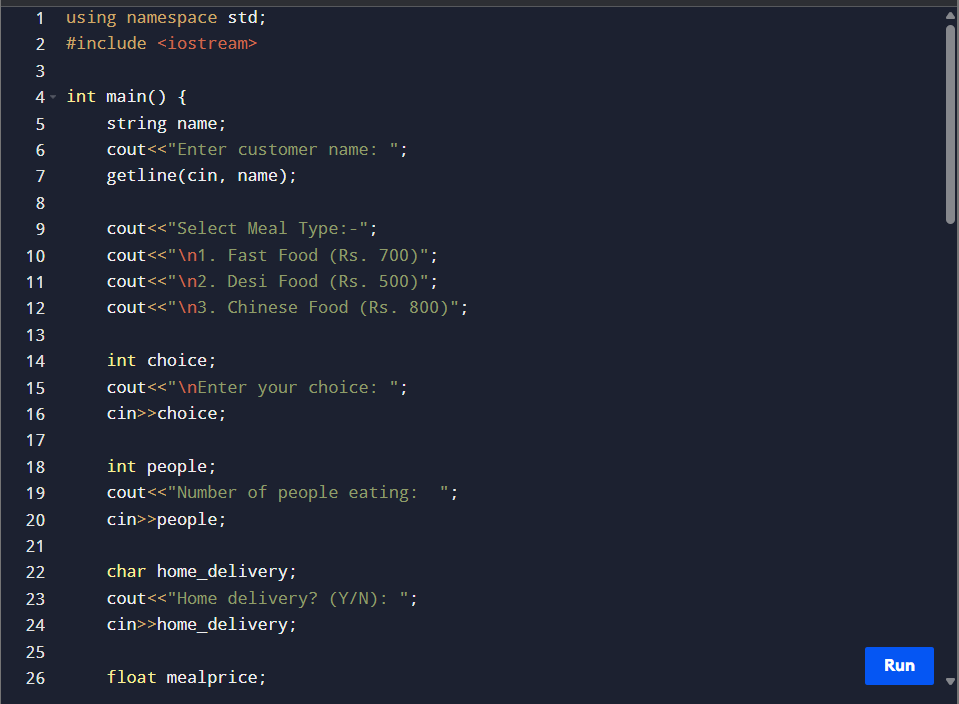 1 using namespace std;
2 #include <iostream>
3
4 int main() {
5     string name;
6     cout<<"Enter customer name: ";
7     getline(cin, name);
8
9     cout<<"Select Meal Type:-";
10     cout<<"\n1. Fast Food (Rs. 700)";
11     cout<<"\n2. Desi Food (Rs. 500)";
12     cout<<"\n3. Chinese Food (Rs. 800)";
13
14     int choice;
15     cout<<"\nEnter your choice: ";
16     cin>>choice;
17
18     int people;
19     cout<<"Number of people eating:  ";
20     cin>>people;
21
22     char home_delivery;
23     cout<<"Home delivery? (Y/N): ";
24     cin>>home_delivery;
25
26     float mealprice;
Run